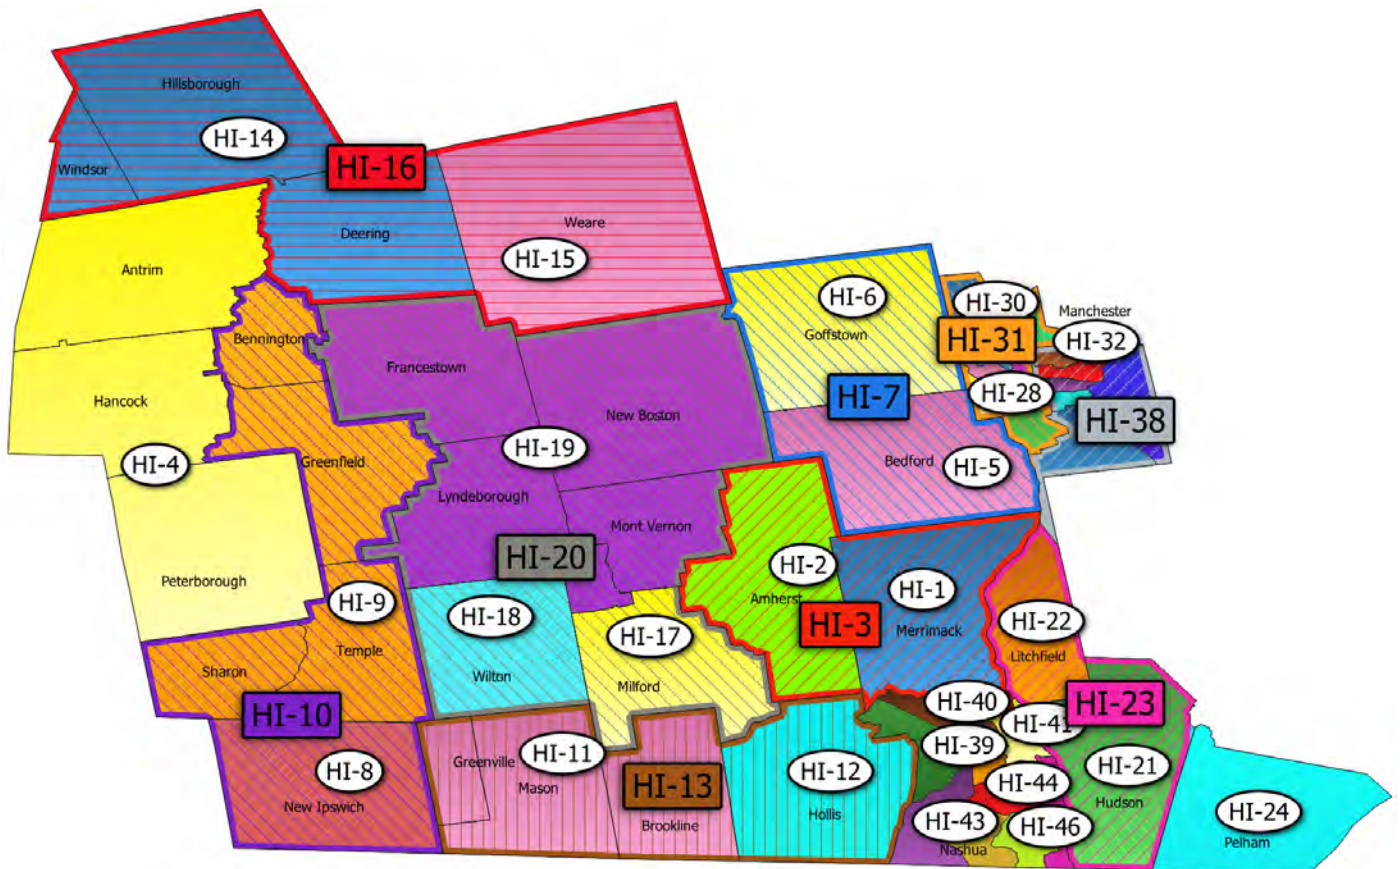 Hillsborough
HI-14
Windsor
HI-16
Weare
Deering
HI-15
Antrim
HI-6
HI-30
Manchester
Goffstown
HI-31
HI-32
Bennington
Francestown
Hancock
HI-7
HI-28
New Boston
HI-38
HI-19
HI-4
Greenfield
Bedford
HI-5
Lyndeborough
Mont Vernon
HI-20
HI-2
Peterborough
HI-1
Amherst
HI-9
HI-18
HI-17
HI-3
Merrimack
HI-22
Temple
Litchfield
Sharon
Wilton
Milford
HI-10
HI-40
HI-23
HI-41
HI-39
HI-11
Greenville
HI-8
HI-13
HI-12
HI-44
HI-21
Mason
New Ipswich
Hudson
Hollis
HI-43
HI-46
HI-24
Brookline
Nashua
Pelham